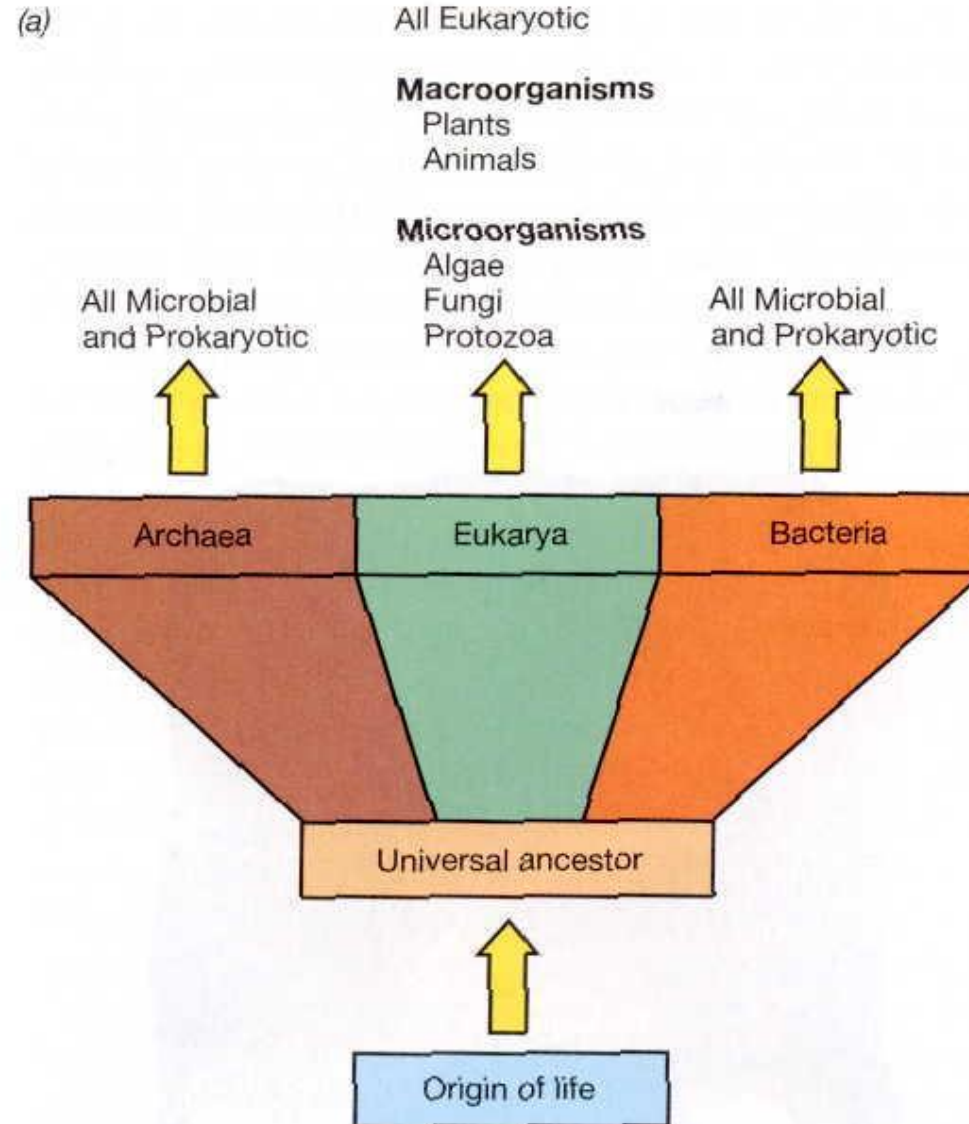 (a)
All Eukaryotic
Macroorganisms
Plants
Animals
Microorganisms
Algae
Fungi
Protozoa
All Microbial
and Prokaryotic
All Microbial
and Prokaryotic
Archaea
Eukarya
Bacteria
Universal ancestor
Origin of life